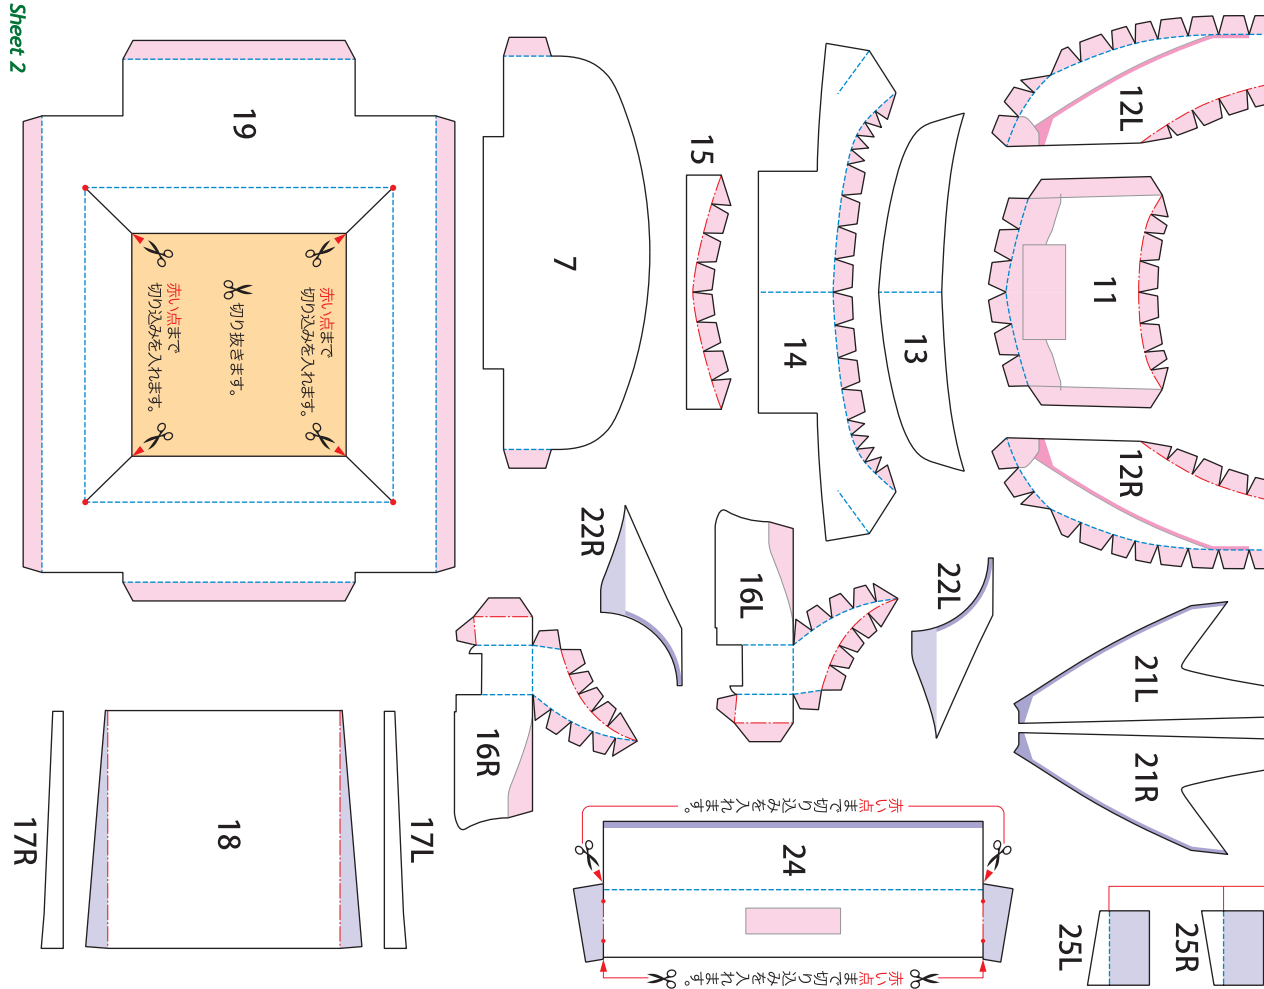 Sheet 2
12L
11
12R
21L
21R
25R
25L
13
22L
14
24
15
16L
7
22R
16R
赤い点まで
切り込みを入れます。
切り抜きます。
赤い点まで
切り込みを入れます。
19
17L
18
17R
赤い点まで切り込みを入れます。
赤い点まで切り込みを入れます。